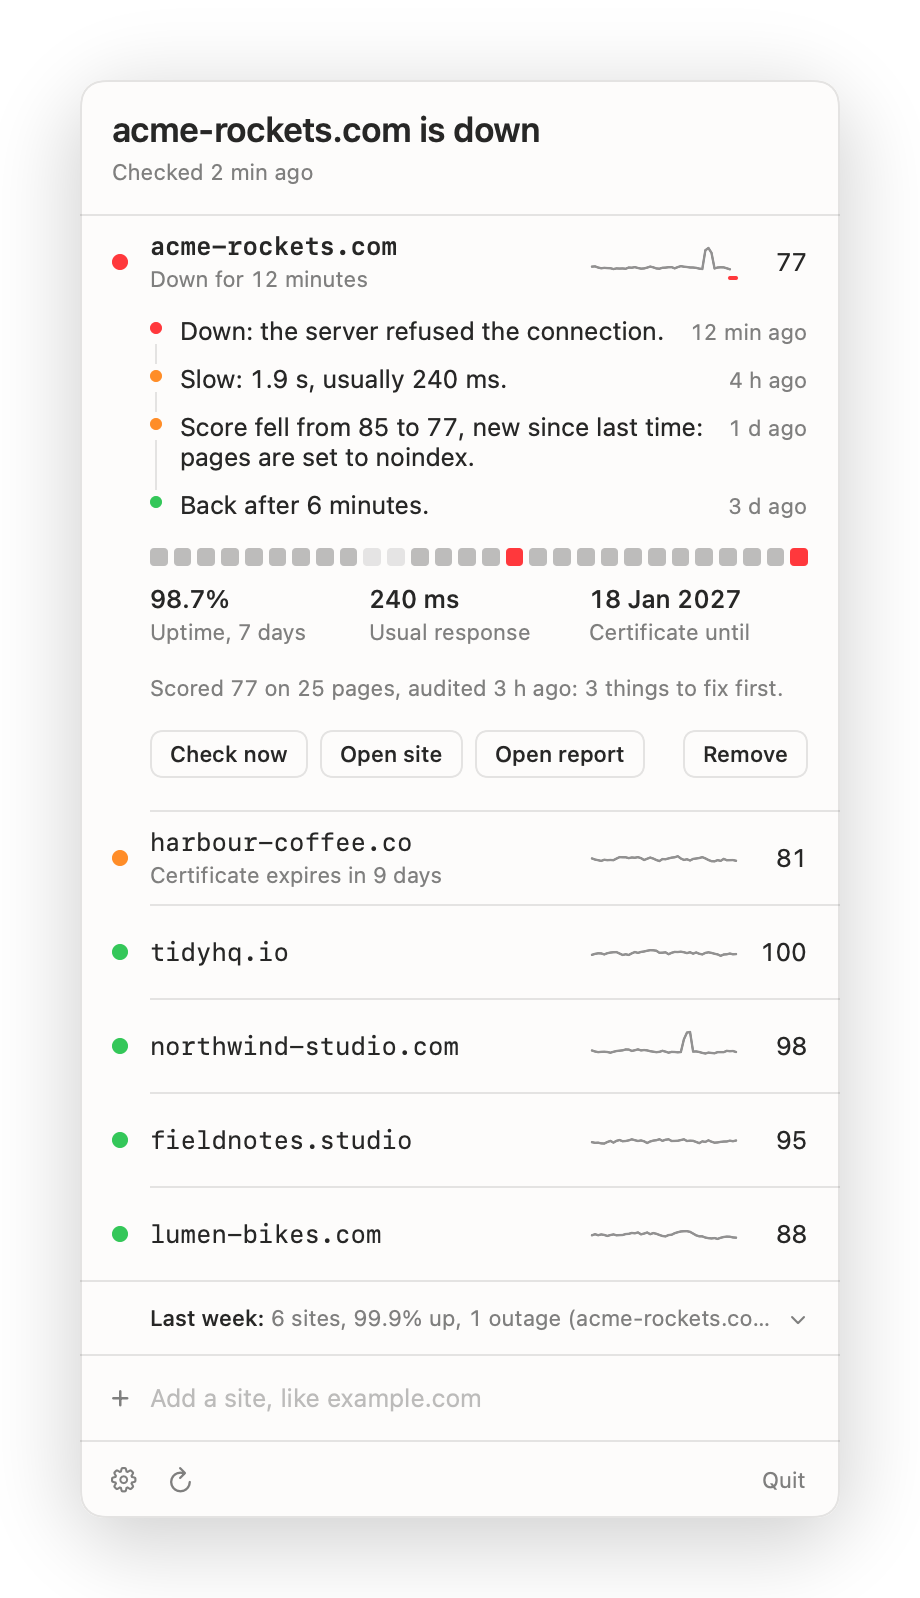 acme-rockets.com is down
Checked 2 min ago
acme-rockets.com
Down for 12 minutes
77
Down: the server refused the connection.
12 min ago
Slow: 1.9 s, usually 240 ms.
4 h ago
Score fell from 85 to 77, new since last time:
1 d ago
pages are set to noindex.
Back after 6 minutes.
3 d ago
98.7%
240 ms
18 Jan 2027
Uptime, 7 days
Usual response
Certificate until
Scored 77 on 25 pages, audited 3 h ago: 3 things to fix first.
Check now
Open site
Open report
Remove
harbour-coffee.co
Certificate expires in 9 days
81
tidyhq.io
100
northwind-studio.com
98
fieldnotes.studio
95
lumen-bikes.com
88
Last week: 6 sites, 99.9% up, 1 outage (acme-rockets.co...
+ Add a site, like example.com
Quit